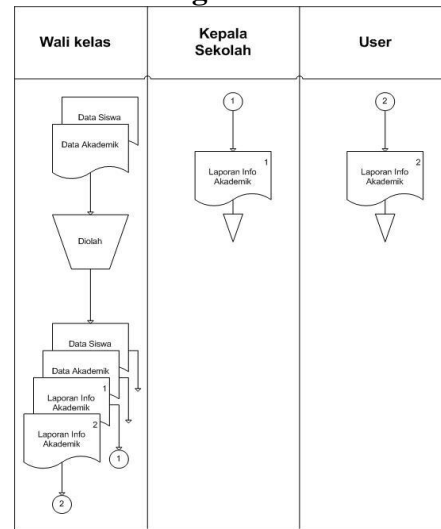 Wali kelas
Kepala
Sekolah
User
Data Siswa
Data Akademik
Diolah
Data Siswa
Data Akademik
1
Laporan Info
Akademik
2
Laporan Info
Akademik
1
2
1
1
Laporan Info
Akademik
2
2
Laporan Info
Akademik